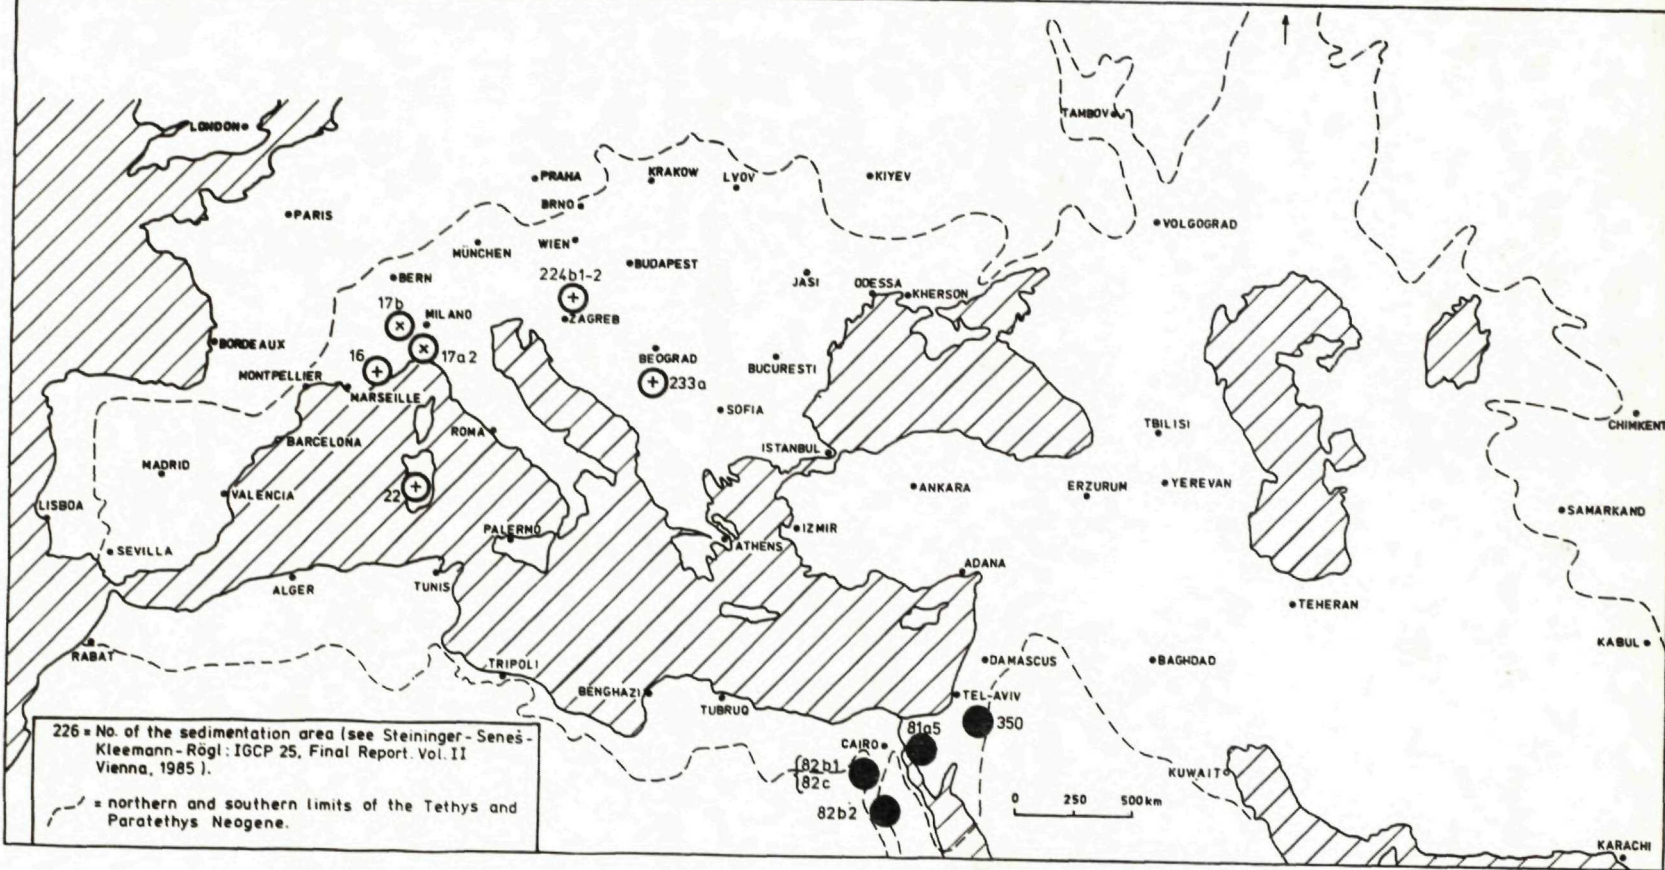 LONDON
TAMBOV
PRAHA
KRAKOW
LVOV
KIYEV
BRNO
PARIS
VOLGOGRAD
MÜNCHEN
WIEN
BUDAPEST
BERN
224b1-2
JASI
ODESSA
KHERSON
17b
MILANO
ZAGREB
BORDEAUX
16
17a2
BEOGRAD
BUCURESTI
MONTPELLIER
233a
MARSEILLE
SOFIA
ROMA
TBILISI
CHIMKENT
BARCELONA
ISTANBUL
MADRID
ANKARA
ERZURUM
YEREVAN
VALENCIA
22
LISBOA
SAMARKAND
PALERMO
IZMIR
SEVILLA
ATHENS
ADANA
ALGER
TUNIS
TEHERAN
RABAT
KABUL
TRIPOLI
DAMASCUS
BAGHDAD
BENGHAZI
TEL-AVIV
TUBRUQ
350
81a5
CAIRO
82b1
82c
KUWAIT
82b2
0 250 500km
KARACHI
226 = No. of the sedimentation area (see Steininger-Seneš-
Kleemann-Rögl: IGCP 25, Final Report. Vol. II
Vienna, 1985).
= northern and southern limits of the Tethys and
Paratethys Neogene.